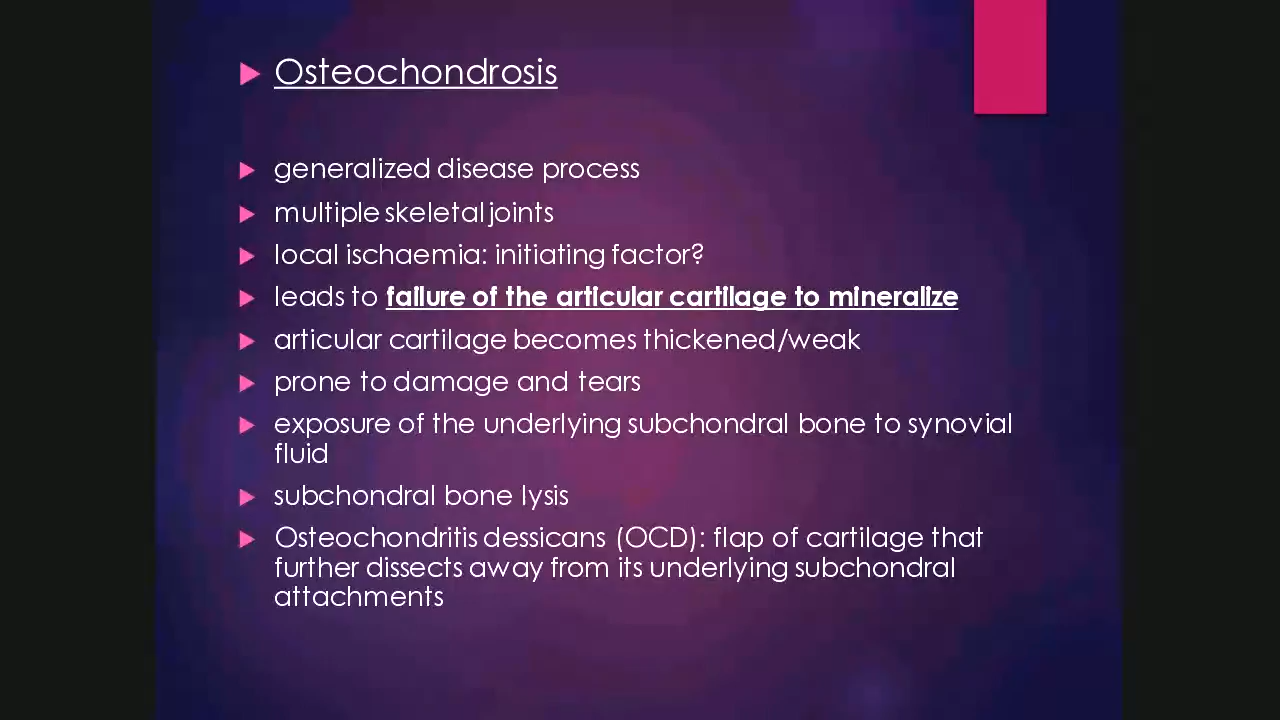 Osteochondrosis
generalized disease process
multiple skeletal joints
local ischaemia: initiating factor?
leads to failure of the articular cartilage to mineralize
articular cartilage becomes thickened/weak
prone to damage and tears
exposure of the underlying subchondral bone to synovial
fluid
subchondral bone lysis
Osteochondritis dessicans (OCD): flap of cartilage that
further dissects away from its underlying subchondral
attachments